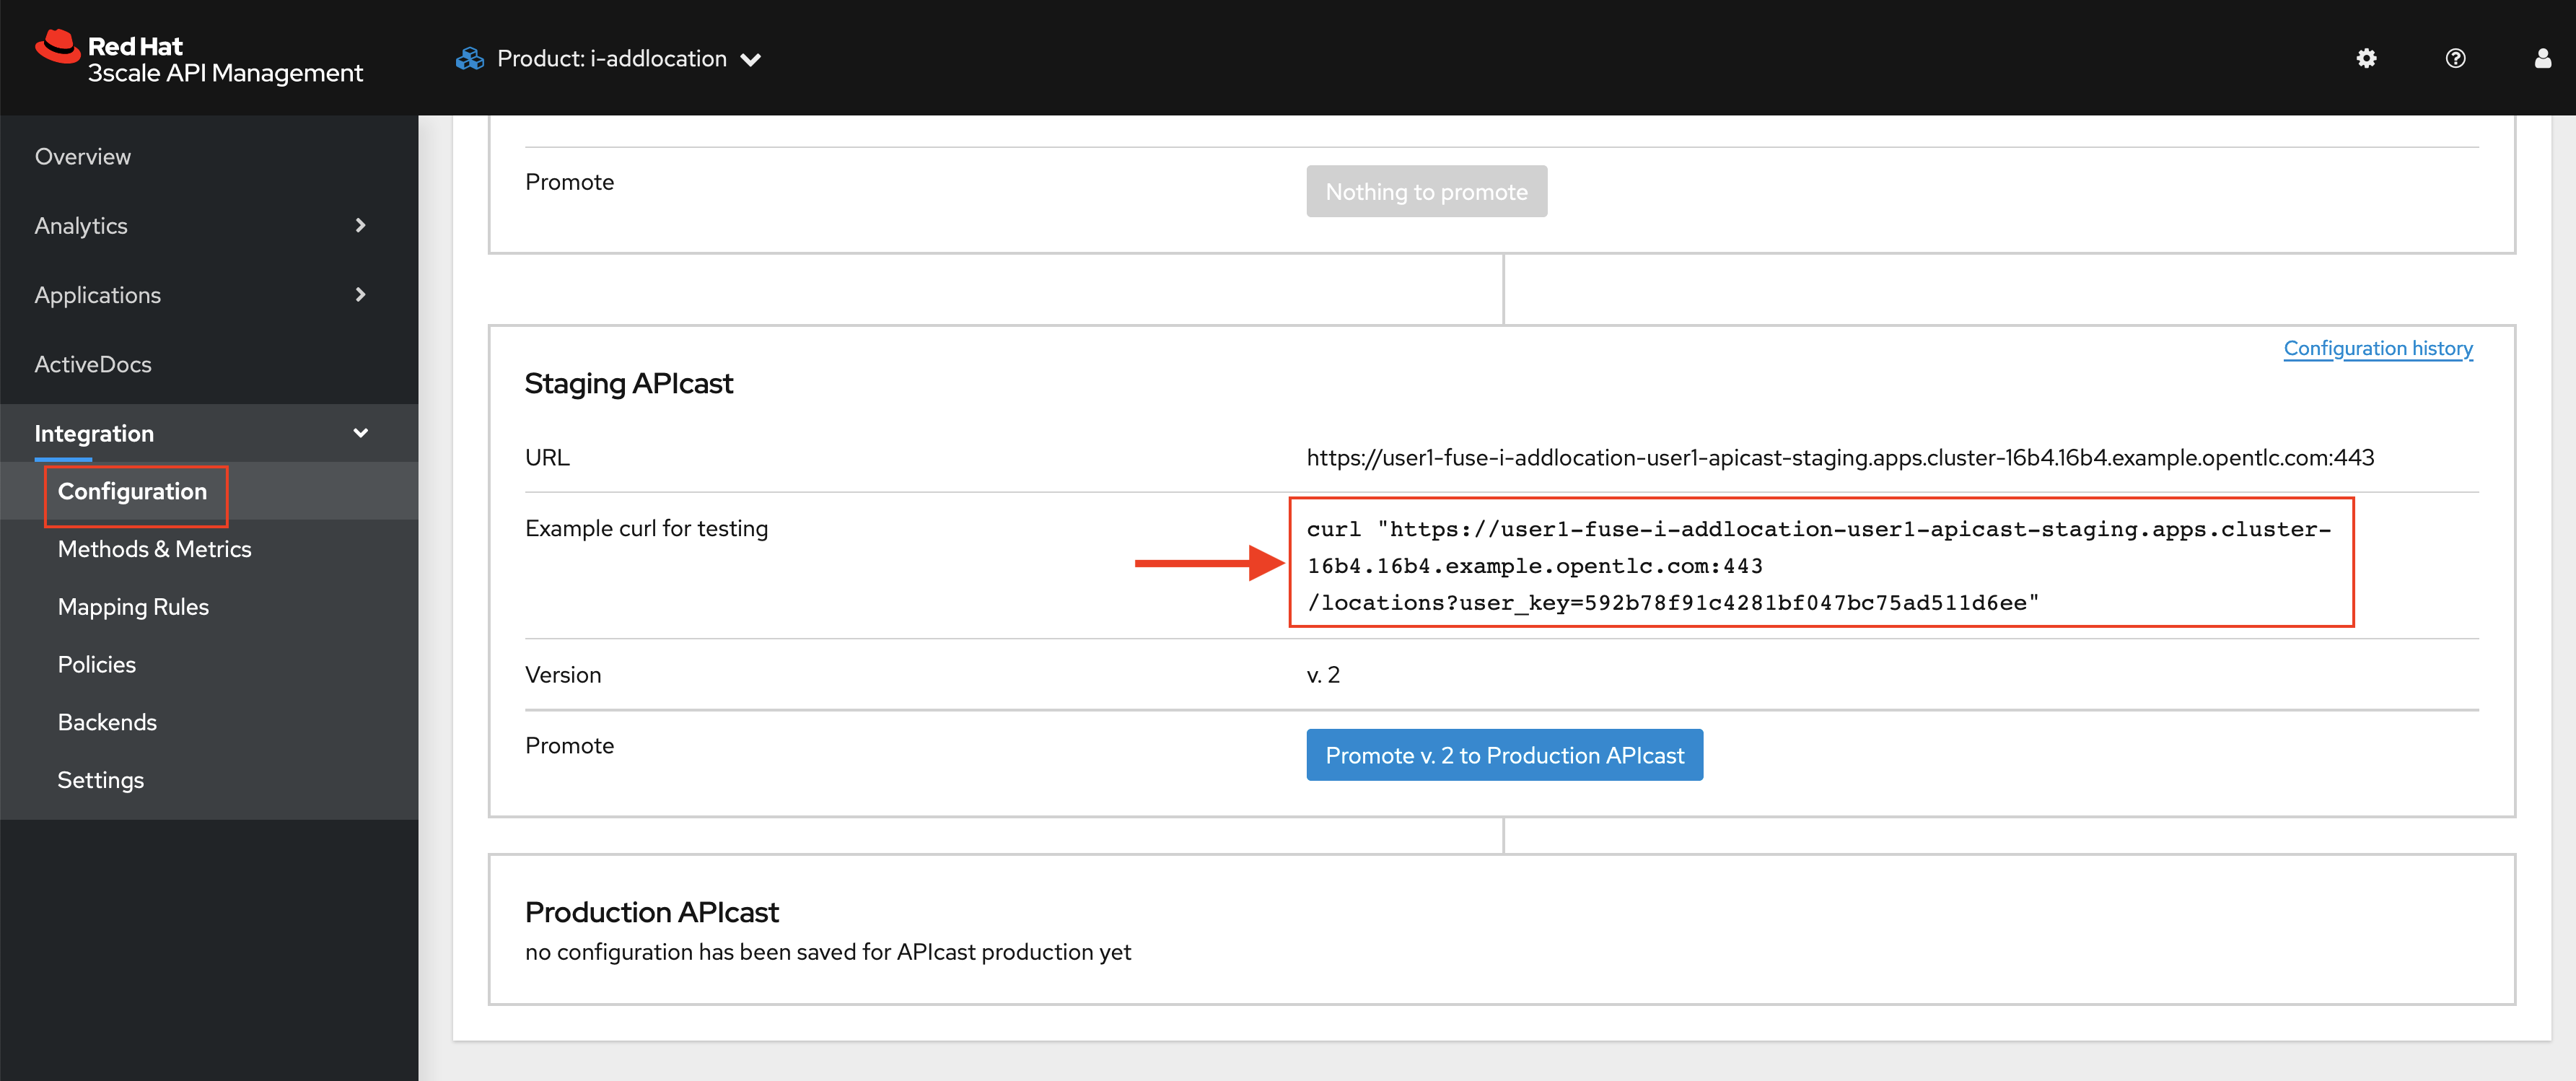 Red Hat
3scale API Management
Product: i-addlocation
Overview
Analytics
Applications
ActiveDocs
Integration
Configuration
Methods & Metrics
Mapping Rules
Policies
Backends
Settings
Promote
Nothing to promote
Configuration history
Staging APIcast
URL
https://user1-fuse-i-addlocation-user1-apicast-staging.apps.cluster-16b4.16b4.example.opentlc.com:443
Example curl for testing
curl "https://user1-fuse-i-addlocation-user1-apicast-staging.apps.cluster-
16b4.16b4.example.opentlc.com:443
/locations?user_key=592b78f91c4281bf047bc75ad511d6ee"
Version
v. 2
Promote
Promote v. 2 to Production APIcast
Production APIcast
no configuration has been saved for APIcast production yet